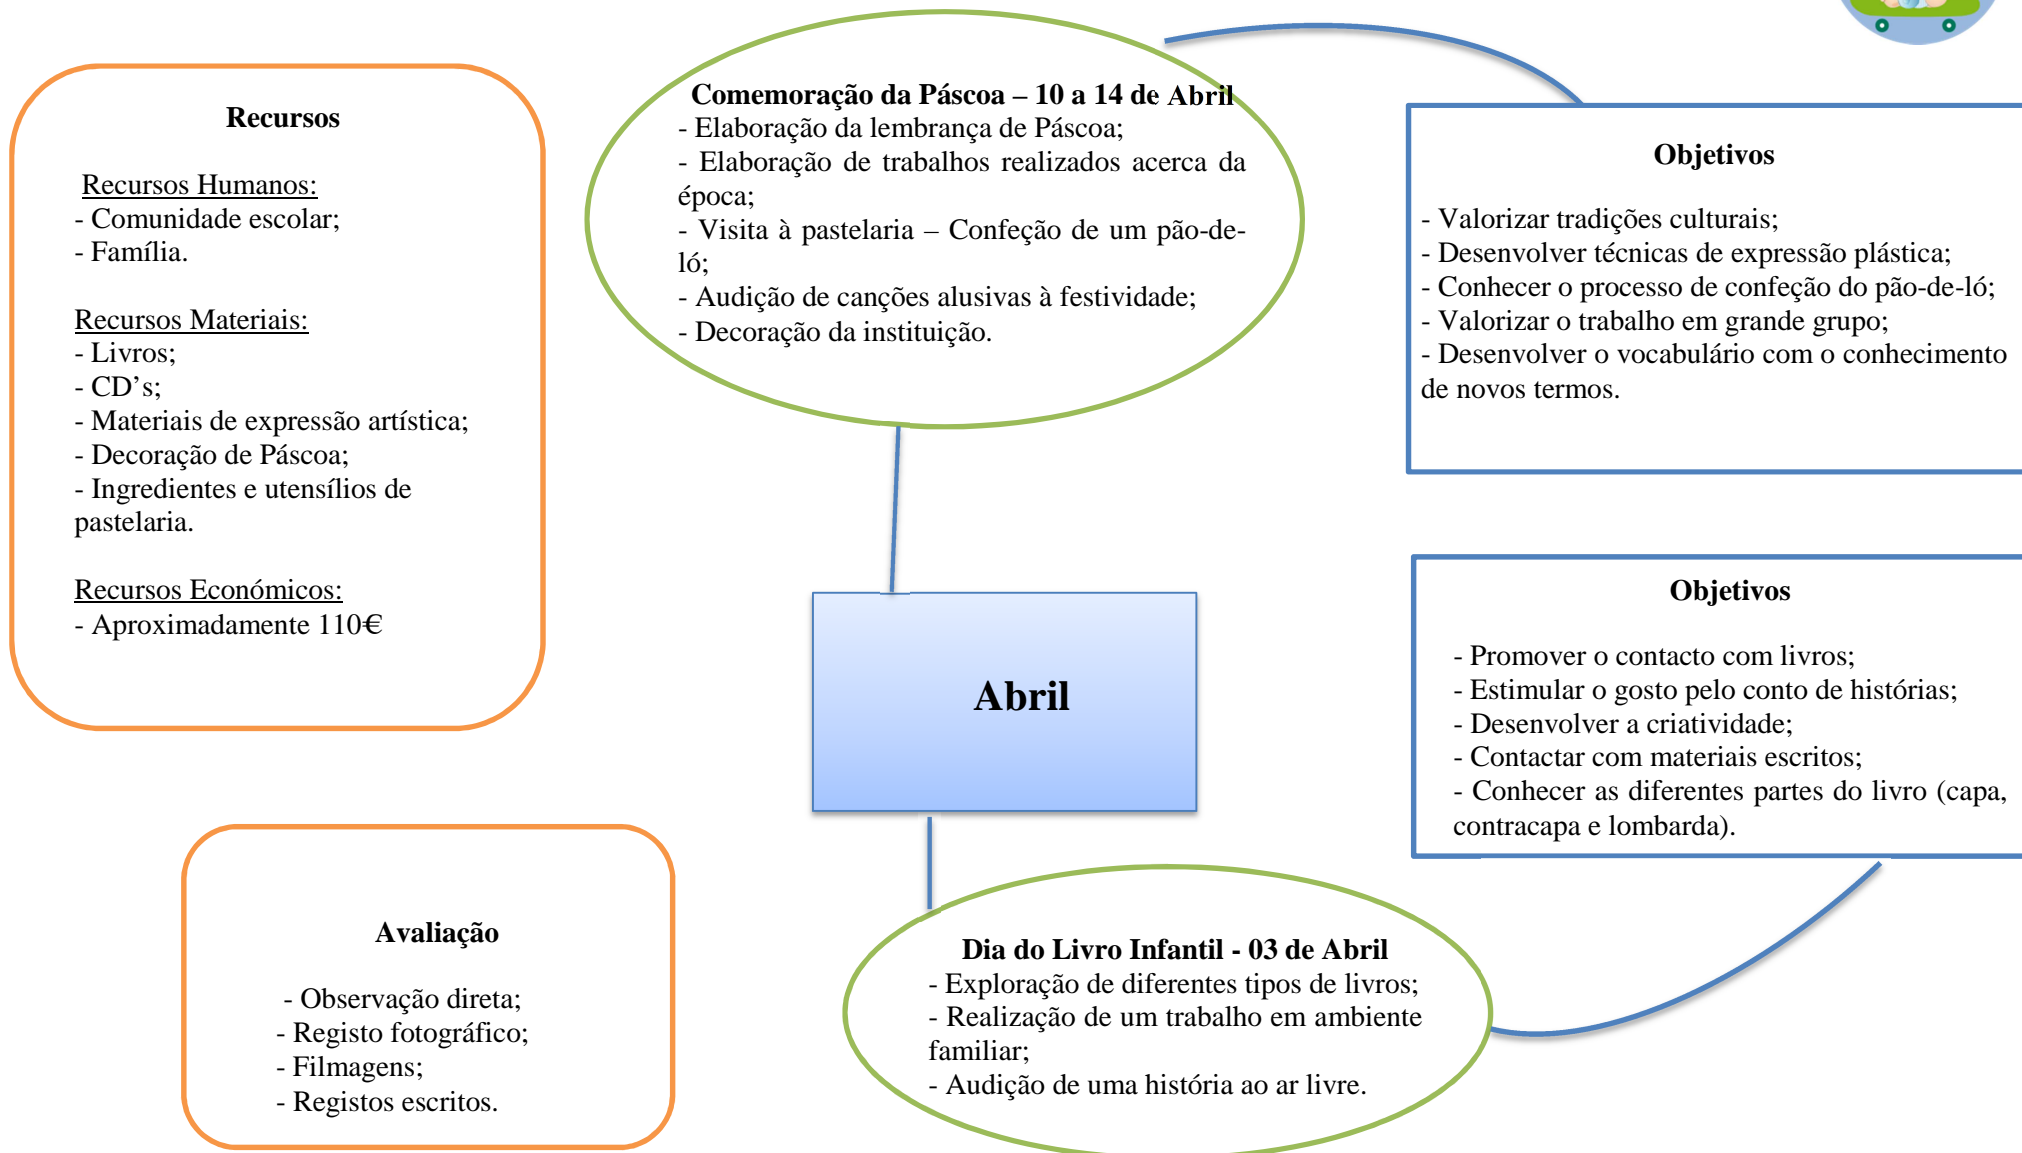 Recursos
Recursos Humanos:
- Comunidade escolar;
- Família.
Recursos Materiais:
- Livros;
- CD’s;
- Materiais de expressão artística;
- Decoração de Páscoa;
- Ingredientes e utensílios de
pastelaria.
Recursos Económicos:
- Aproximadamente 110€
Comemoração da Páscoa – 10 a 14 de Abril
- Elaboração da lembrança de Páscoa;
- Elaboração de trabalhos realizados acerca da
época;
- Visita à pastelaria – Confeção de um pão-de-
ló;
- Audição de canções alusivas à festividade;
- Decoração da instituição.
Objetivos
- Valorizar tradições culturais;
- Desenvolver técnicas de expressão plástica;
- Conhecer o processo de confeção do pão-de-ló;
- Valorizar o trabalho em grande grupo;
- Desenvolver o vocabulário com o conhecimento
de novos termos.
Abril
Objetivos
- Promover o contacto com livros;
- Estimular o gosto pelo conto de histórias;
- Desenvolver a criatividade;
- Contactar com materiais escritos;
- Conhecer as diferentes partes do livro (capa,
contracapa e lombarda).
Avaliação
- Observação direta;
- Registo fotográfico;
- Filmagens;
- Registos escritos.
Dia do Livro Infantil - 03 de Abril
- Exploração de diferentes tipos de livros;
- Realização de um trabalho em ambiente
familiar;
- Audição de uma história ao ar livre.